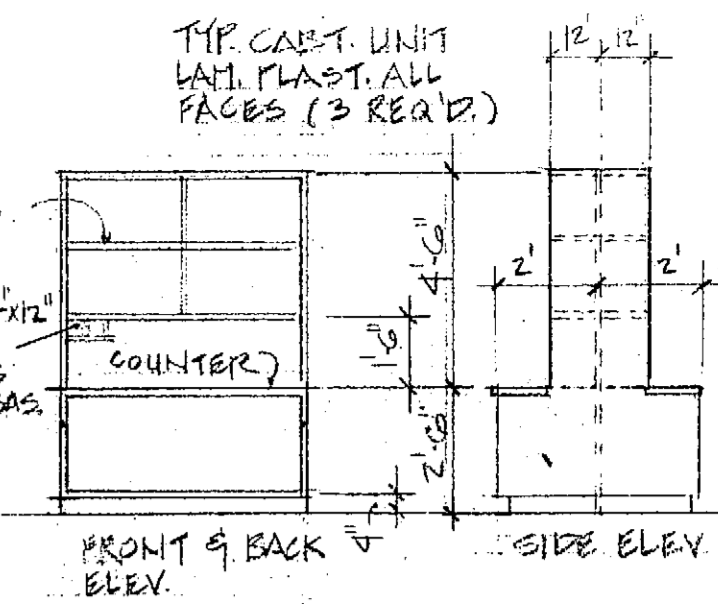 TYP. CABT. UNIT
LAM. PLAST. ALL
FACES (3 REQ'D.)
12' 12"
4'-6"
2' 2'
"X12"
1'-6"
COUNTER
2'-6"
4"
FRONT & BACK
ELEV.
SIDE ELEV